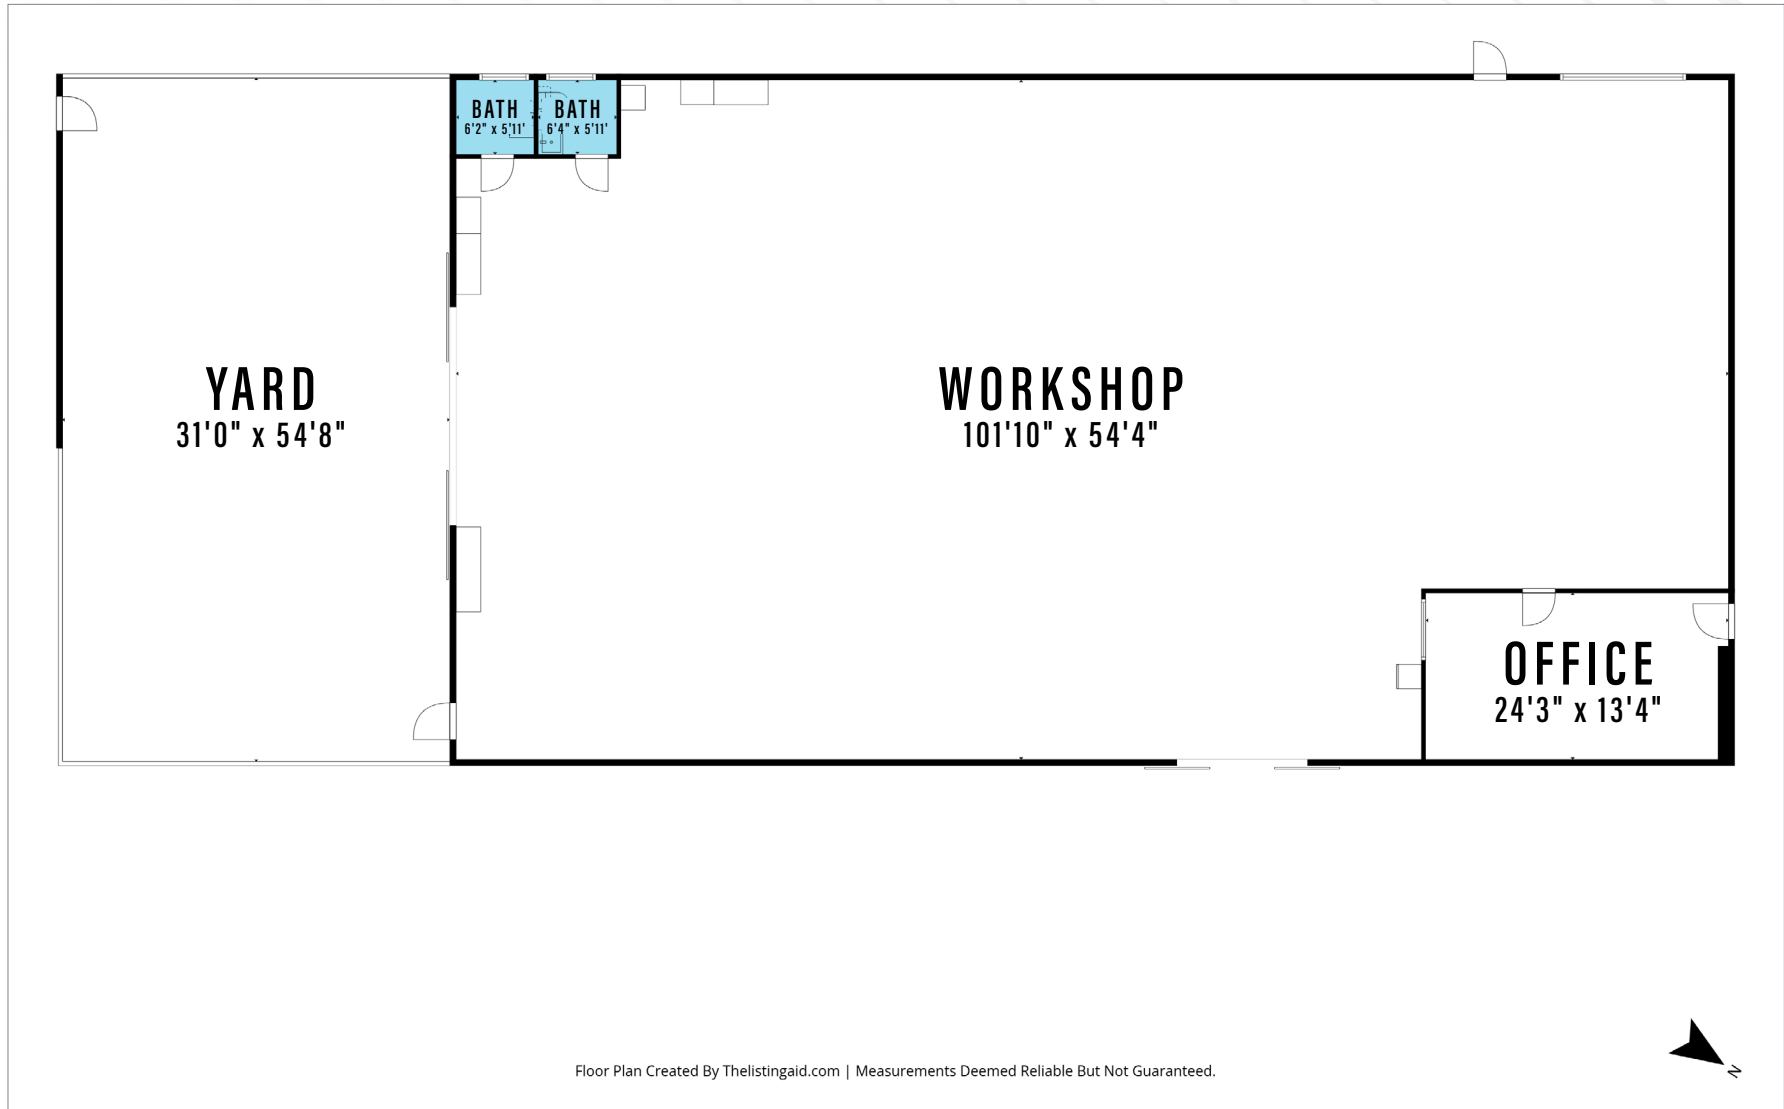 BATH
6'2" x 5'11'
BATH
6'4" x 5'11'
YARD
31'0" x 54'8"
WORKSHOP
101'10" x 54'4"
OFFICE
24'3" x 13'4"
N
Floor Plan Created By Thelistingaid.com | Measurements Deemed Reliable But Not Guaranteed.